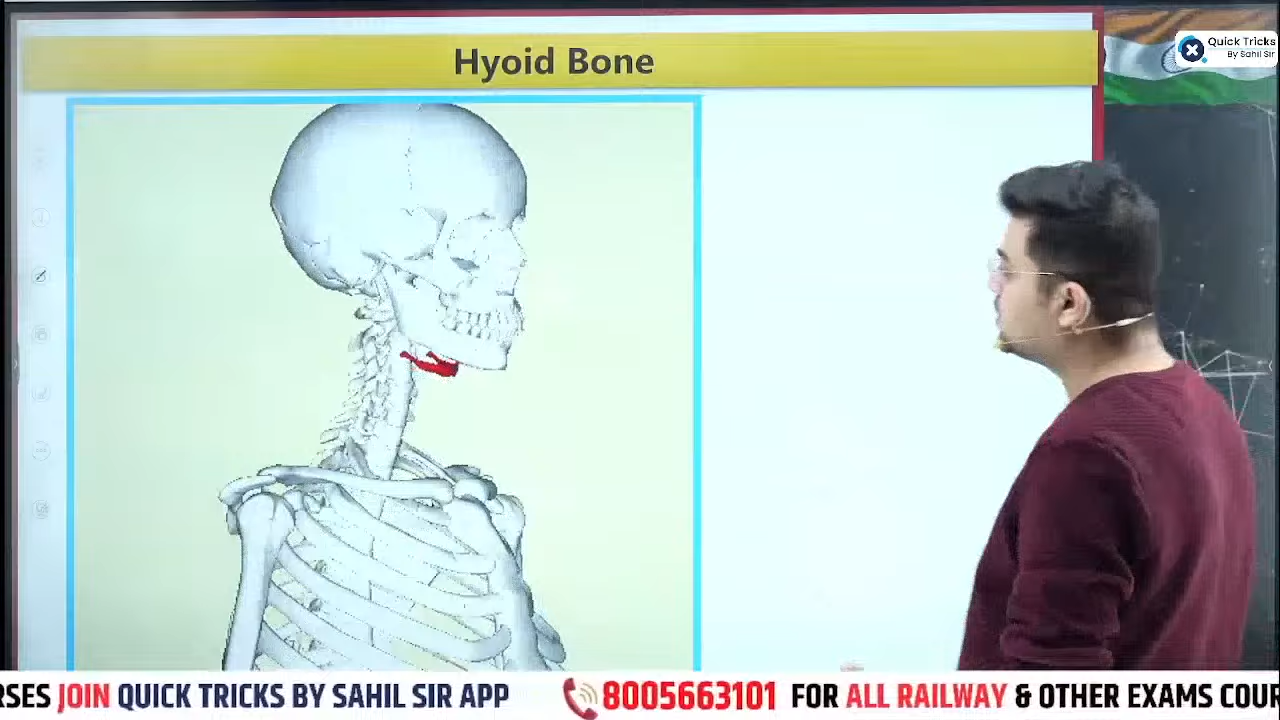 Hyoid Bone
Quick Tricks
By Sahil Sir
RSES JOIN QUICK TRICKS BY SAHIL SIR APP 8005663101 FOR ALL RAILWAY & OTHER EXAMS COUR